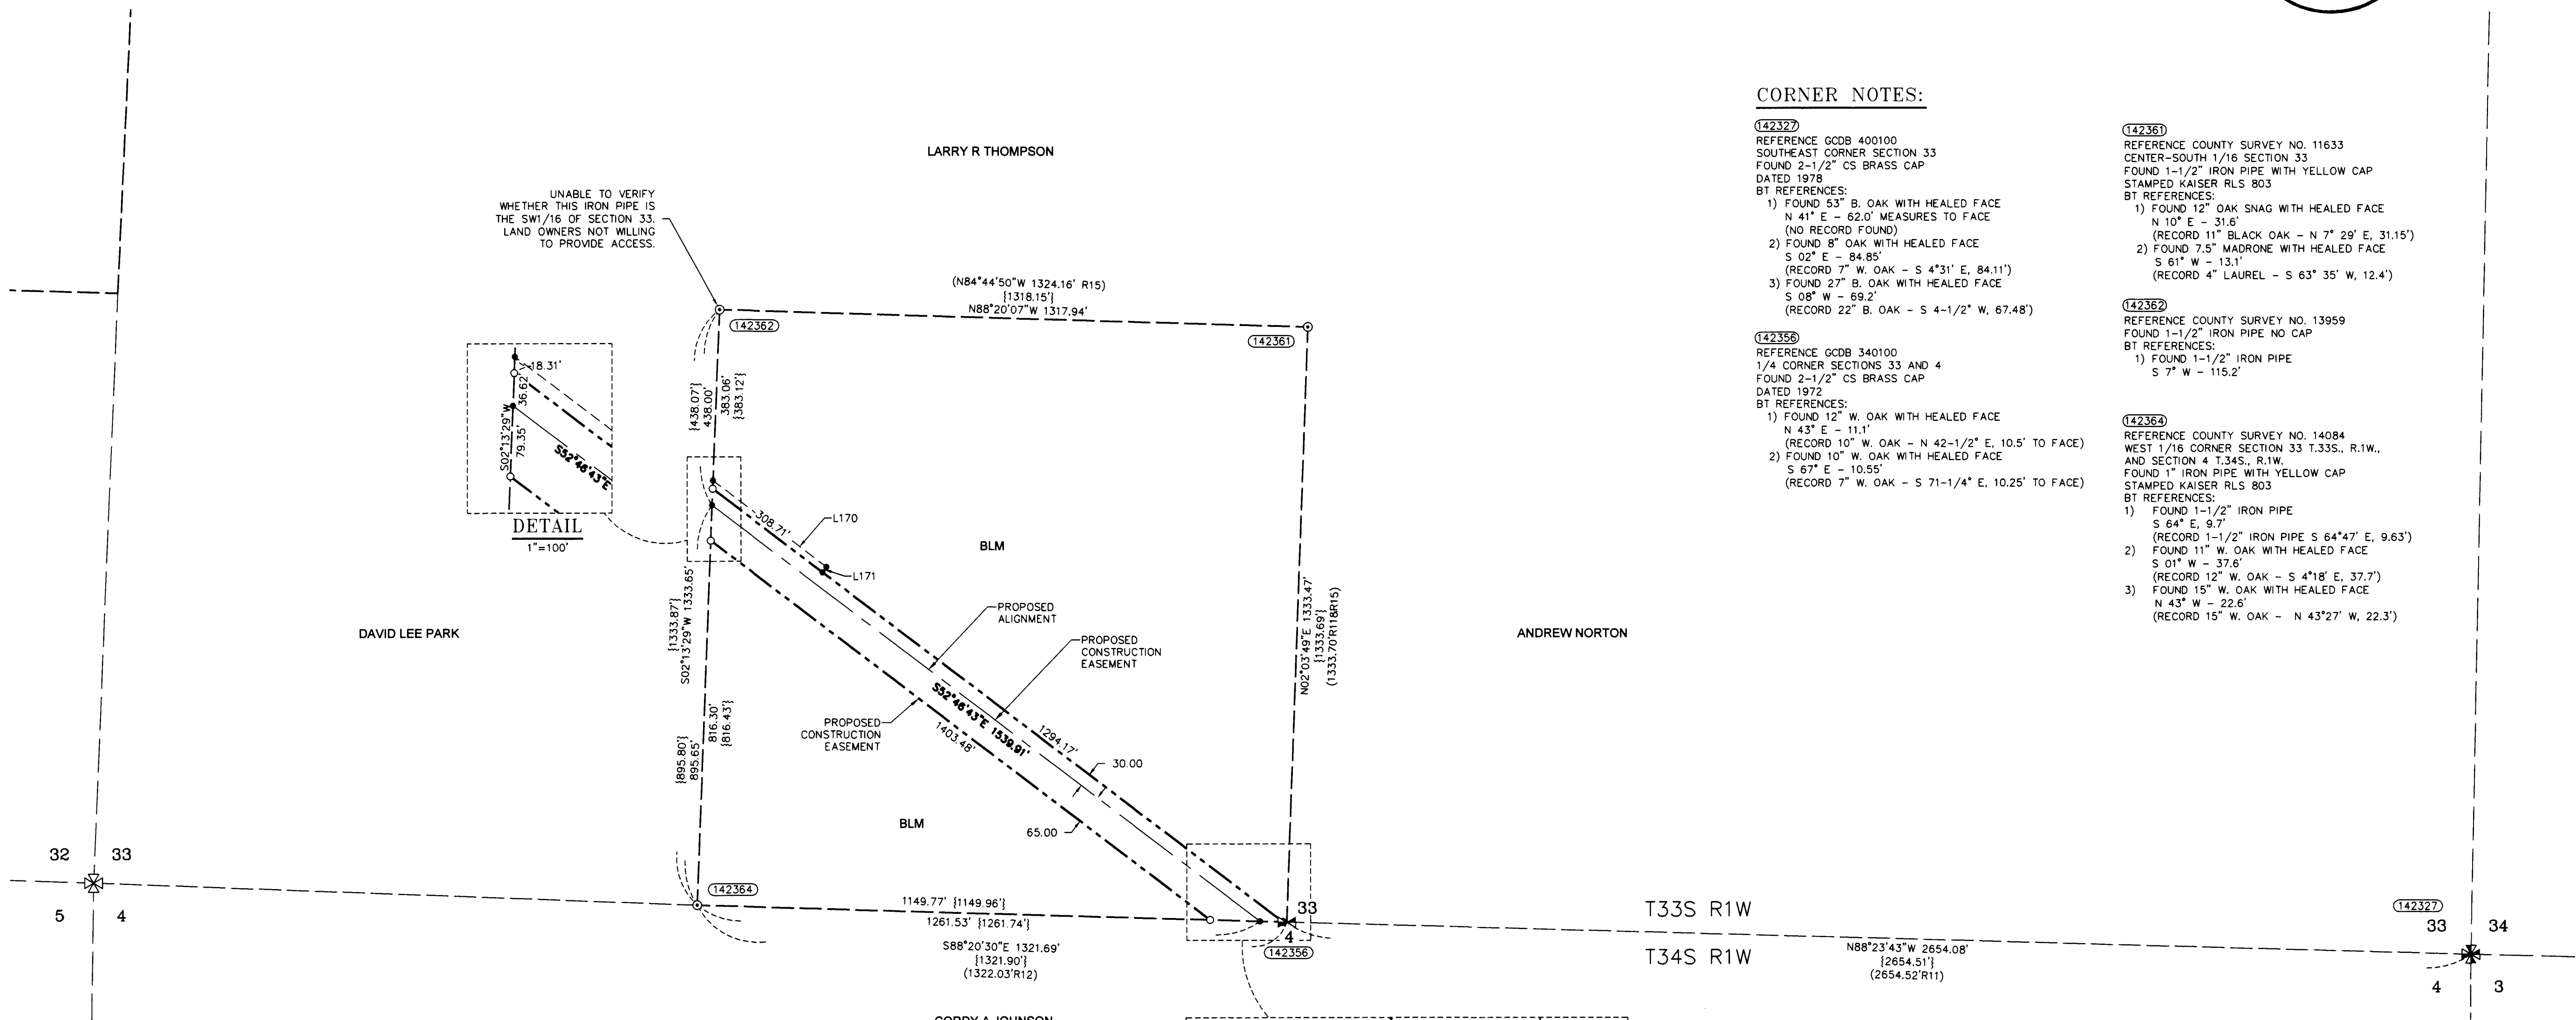 CORNER NOTES:
142327
REFERENCE GCDB 400100
SOUTHEAST CORNER SECTION 33
FOUND 2-1/2" CS BRASS CAP
DATED 1978
BT REFERENCES:
1) FOUND 53" B. OAK WITH HEALED FACE
N 41° E - 62.0' MEASURES TO FACE
(NO RECORD FOUND)
2) FOUND 8" OAK WITH HEALED FACE
S 02° E - 84.85'
(RECORD 7" W. OAK - S 4°31' E, 84.11')
3) FOUND 27" B. OAK WITH HEALED FACE
S 08° W - 69.2'
(RECORD 22" B. OAK - S 4-1/2° W, 67.48')
142356
REFERENCE GCDB 340100
1/4 CORNER SECTIONS 33 AND 4
FOUND 2-1/2" CS BRASS CAP
DATED 1972
BT REFERENCES:
1) FOUND 12" W. OAK WITH HEALED FACE
N 43° E - 11.1'
(RECORD 10" W. OAK - N 42-1/2° E, 10.5' TO FACE)
2) FOUND 10" W. OAK WITH HEALED FACE
S 67° E - 10.55'
(RECORD 7" W. OAK - S 71-1/4° E, 10.25' TO FACE)
142361
REFERENCE COUNTY SURVEY NO. 11633
CENTER-SOUTH 1/16 SECTION 33
FOUND 1-1/2" IRON PIPE WITH YELLOW CAP
STAMPED KAISER RLS 803
BT REFERENCES:
1) FOUND 12" OAK SNAG WITH HEALED FACE
N 10° E - 31.6'
(RECORD 11" BLACK OAK - N 7° 29' E, 31.15')
2) FOUND 7.5" MADRONE WITH HEALED FACE
S 61° W - 13.1'
(RECORD 4" LAUREL - S 63° 35' W, 12.4')
142362
REFERENCE COUNTY SURVEY NO. 13959
FOUND 1-1/2" IRON PIPE NO CAP
BT REFERENCES:
1) FOUND 1-1/2" IRON PIPE
S 7° W - 115.2'
142364
REFERENCE COUNTY SURVEY NO. 14084
WEST 1/16 CORNER SECTION 33 T.33S., R.1W.,
AND SECTION 4 T.34S., R.1W.
FOUND 1" IRON PIPE WITH YELLOW CAP
STAMPED KAISER RLS 803
BT REFERENCES:
1) FOUND 1-1/2" IRON PIPE
S 64° E, 9.7'
(RECORD 1-1/2" IRON PIPE S 64°47' E, 9.63')
2) FOUND 11" W. OAK WITH HEALED FACE
S 01° W - 37.6'
(RECORD 12" W. OAK - S 4°18' E, 37.7')
3) FOUND 15" W. OAK WITH HEALED FACE
N 43° W - 22.6'
(RECORD 15" W. OAK - N 43°27' W, 22.3')
LARRY R THOMPSON
UNABLE TO VERIFY
WHETHER THIS IRON PIPE IS
THE SW1/16 OF SECTION 33.
LAND OWNERS NOT WILLING
TO PROVIDE ACCESS.
(N84°44'50"W 1324.16' R15)
{1318.15'}
N88°20'07"W 1317.94'
142362
142361
18.31'
36.62'
S02°13'29"W
79.35'
S52°46'43"E
DETAIL
1"=100'
{438.07'}
438.00'
383.06'
{383.12'}
308.71'
L170
L171
BLM
{1333.87'}
S02°13'29"W 1333.65'
PROPOSED
ALIGNMENT
PROPOSED
CONSTRUCTION
EASEMENT
N02°03'49"E 1333.47'
{1333.69'}
(1333.70'R11&R15)
DAVID LEE PARK
ANDREW NORTON
S52°46'43"E 1539.91'
PROPOSED
CONSTRUCTION
EASEMENT
1403.48'
1294.17'
30.00
{895.80'}
895.65'
816.30'
{816.43'}
BLM
65.00
32 33
5 4
142364
1149.77' {1149.96'}
1261.53' {1261.74'}
S88°20'30"E 1321.69'
{1321.90'}
(1322.03'R12)
33
4
142356
T33S R1W
T34S R1W
N88°23'43"W 2654.08'
{2654.51'}
(2654.52'R11)
142327
33 34
4 3